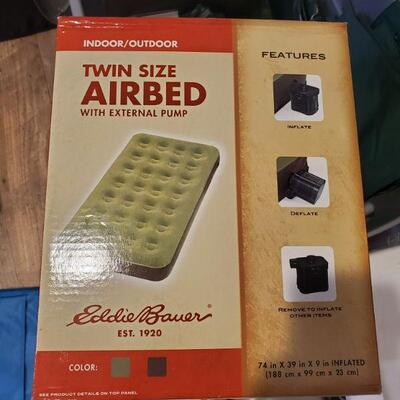 INDOOR/OUTDOOR
TWIN SIZE
AIRBED
WITH EXTERNAL PUMP
Eddie Bauer®
EST. 1920
COLOR:
SEE PRODUCT DETAILS ON TOP PANEL
FEATURES
INFLATE
DEFLATE
REMOVE TO INFLATE
OTHER ITEMS
74 in X 39 in X 9 in INFLATED
(188 cm x 99 cm x 23 cm)